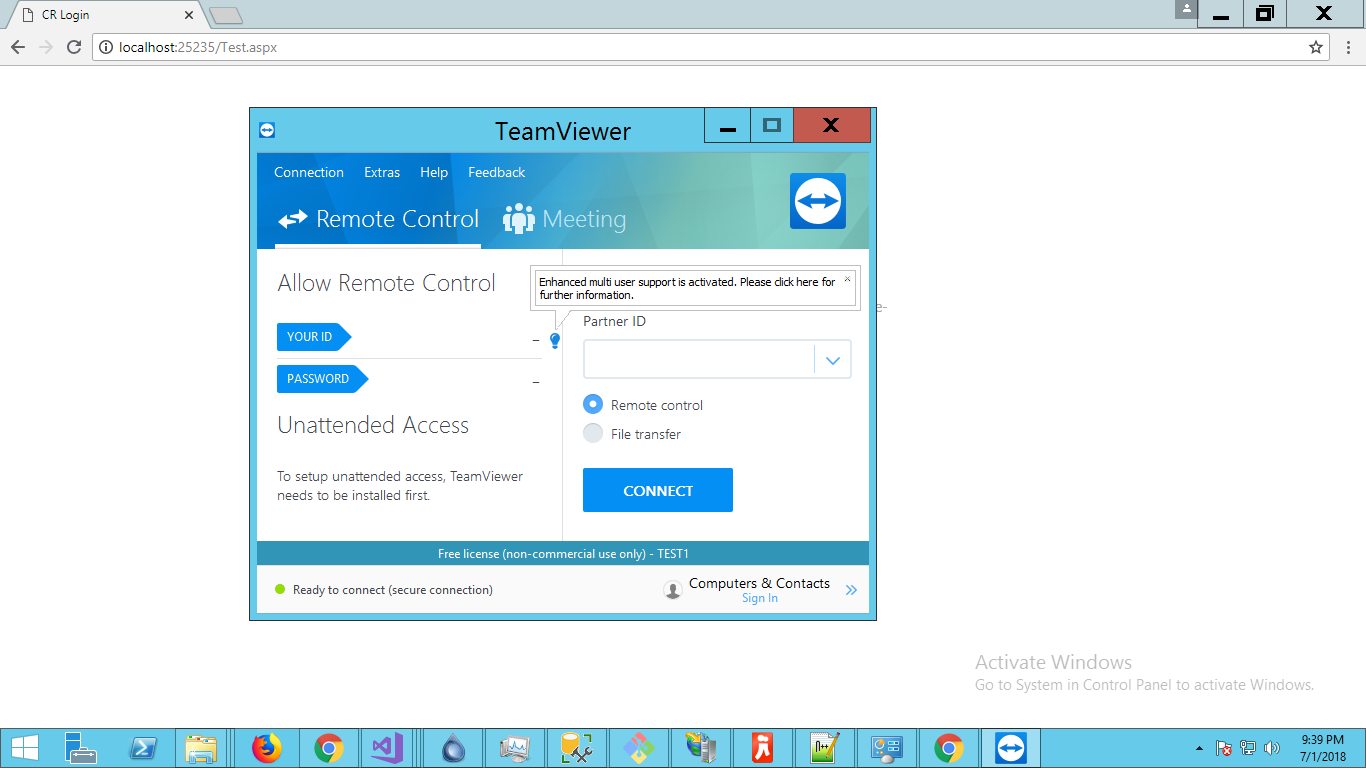 CR Login
localhost:25235/Test.aspx
TeamViewer
Connection Extras Help Feedback
Remote Control Meeting
Allow Remote Control
Enhanced multi user support is activated. Please click here for
further information.
e-
YOUR ID –
Partner ID
PASSWORD –
Remote control
File transfer
Unattended Access
To setup unattended access, TeamViewer
needs to be installed first.
CONNECT
Free license (non-commercial use only) - TEST1
Ready to connect (secure connection)
Computers & Contacts
Sign In
Activate Windows
Go to System in Control Panel to activate Windows.
9:39 PM
7/1/2018